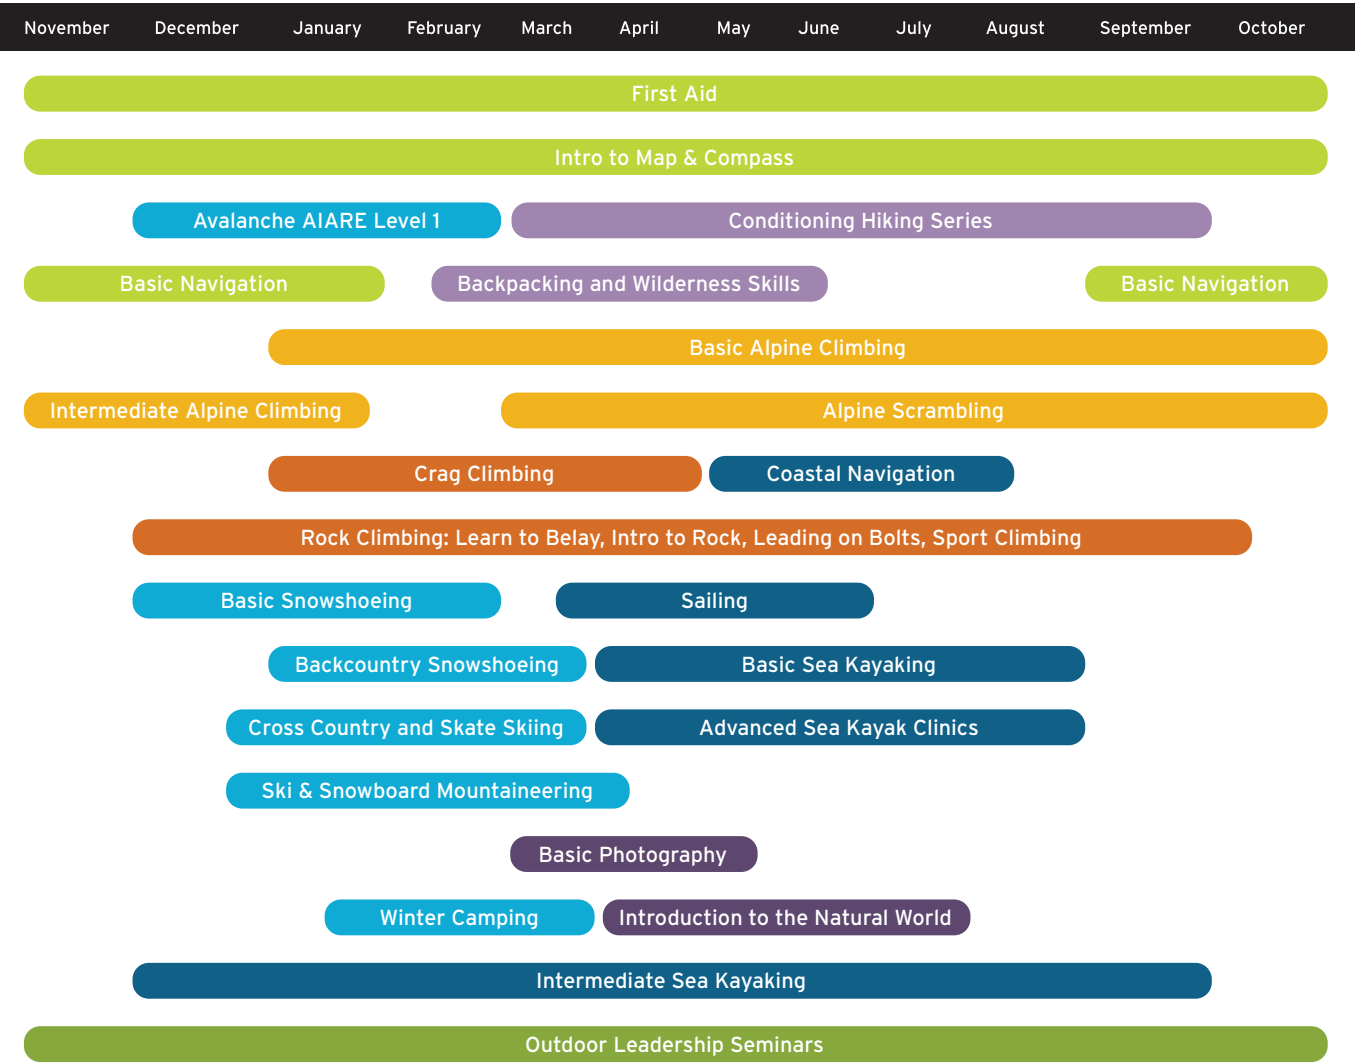 November December January February March April May June July August September October
First Aid
Intro to Map & Compass
Avalanche AIARE Level 1 Conditioning Hiking Series
Basic Navigation Backpacking and Wilderness Skills Basic Navigation
Basic Alpine Climbing
Intermediate Alpine Climbing Alpine Scrambling
Crag Climbing Coastal Navigation
Rock Climbing: Learn to Belay, Intro to Rock, Leading on Bolts, Sport Climbing
Basic Snowshoeing Sailing
Backcountry Snowshoeing Basic Sea Kayaking
Cross Country and Skate Skiing Advanced Sea Kayak Clinics
Ski & Snowboard Mountaineering
Basic Photography
Winter Camping Introduction to the Natural World
Intermediate Sea Kayaking
Outdoor Leadership Seminars